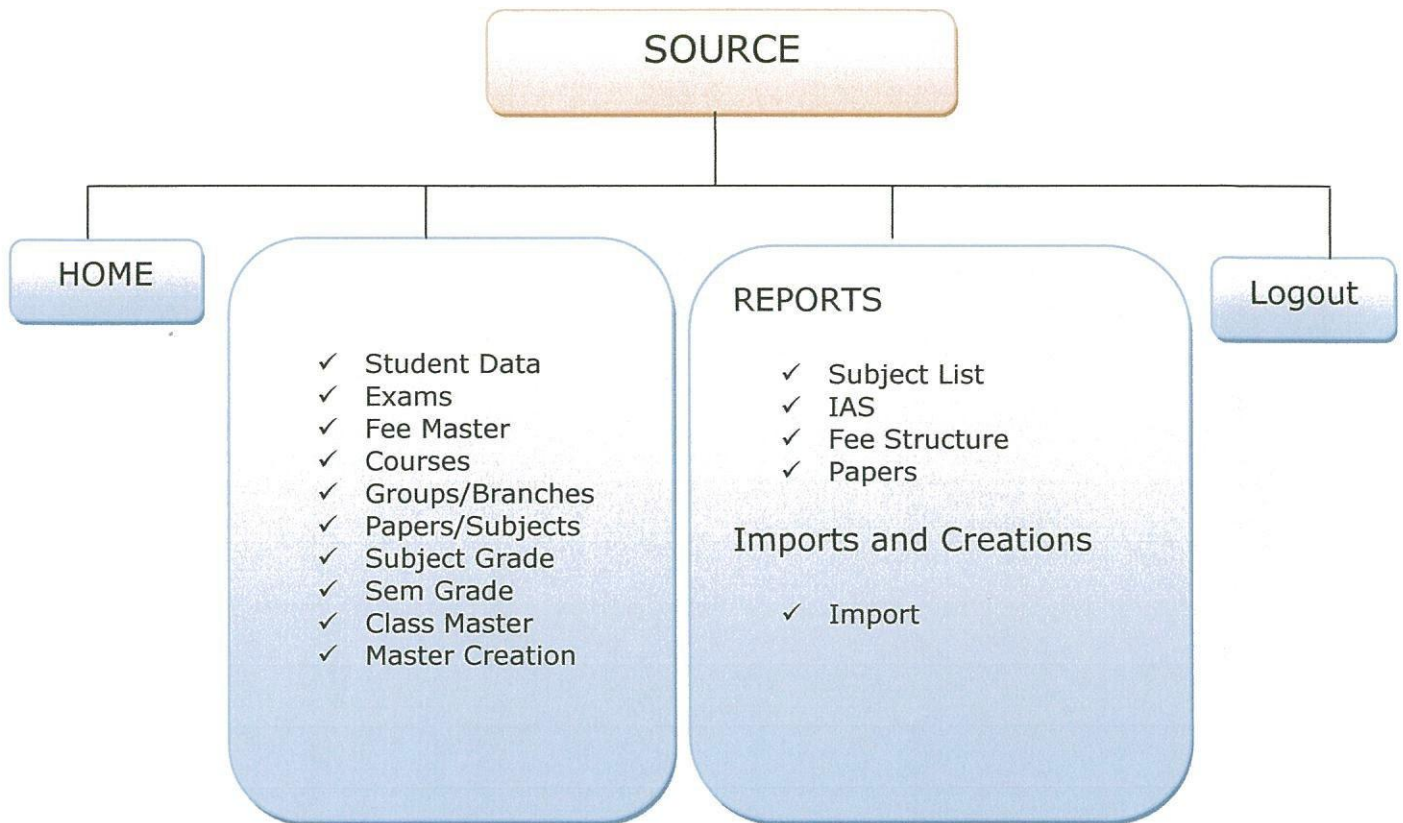 SOURCE
HOME
✓ Student Data
✓ Exams
✓ Fee Master
✓ Courses
✓ Groups/Branches
✓ Papers/Subjects
✓ Subject Grade
✓ Sem Grade
✓ Class Master
✓ Master Creation
REPORTS
✓ Subject List
✓ IAS
✓ Fee Structure
✓ Papers
Imports and Creations
✓ Import
Logout